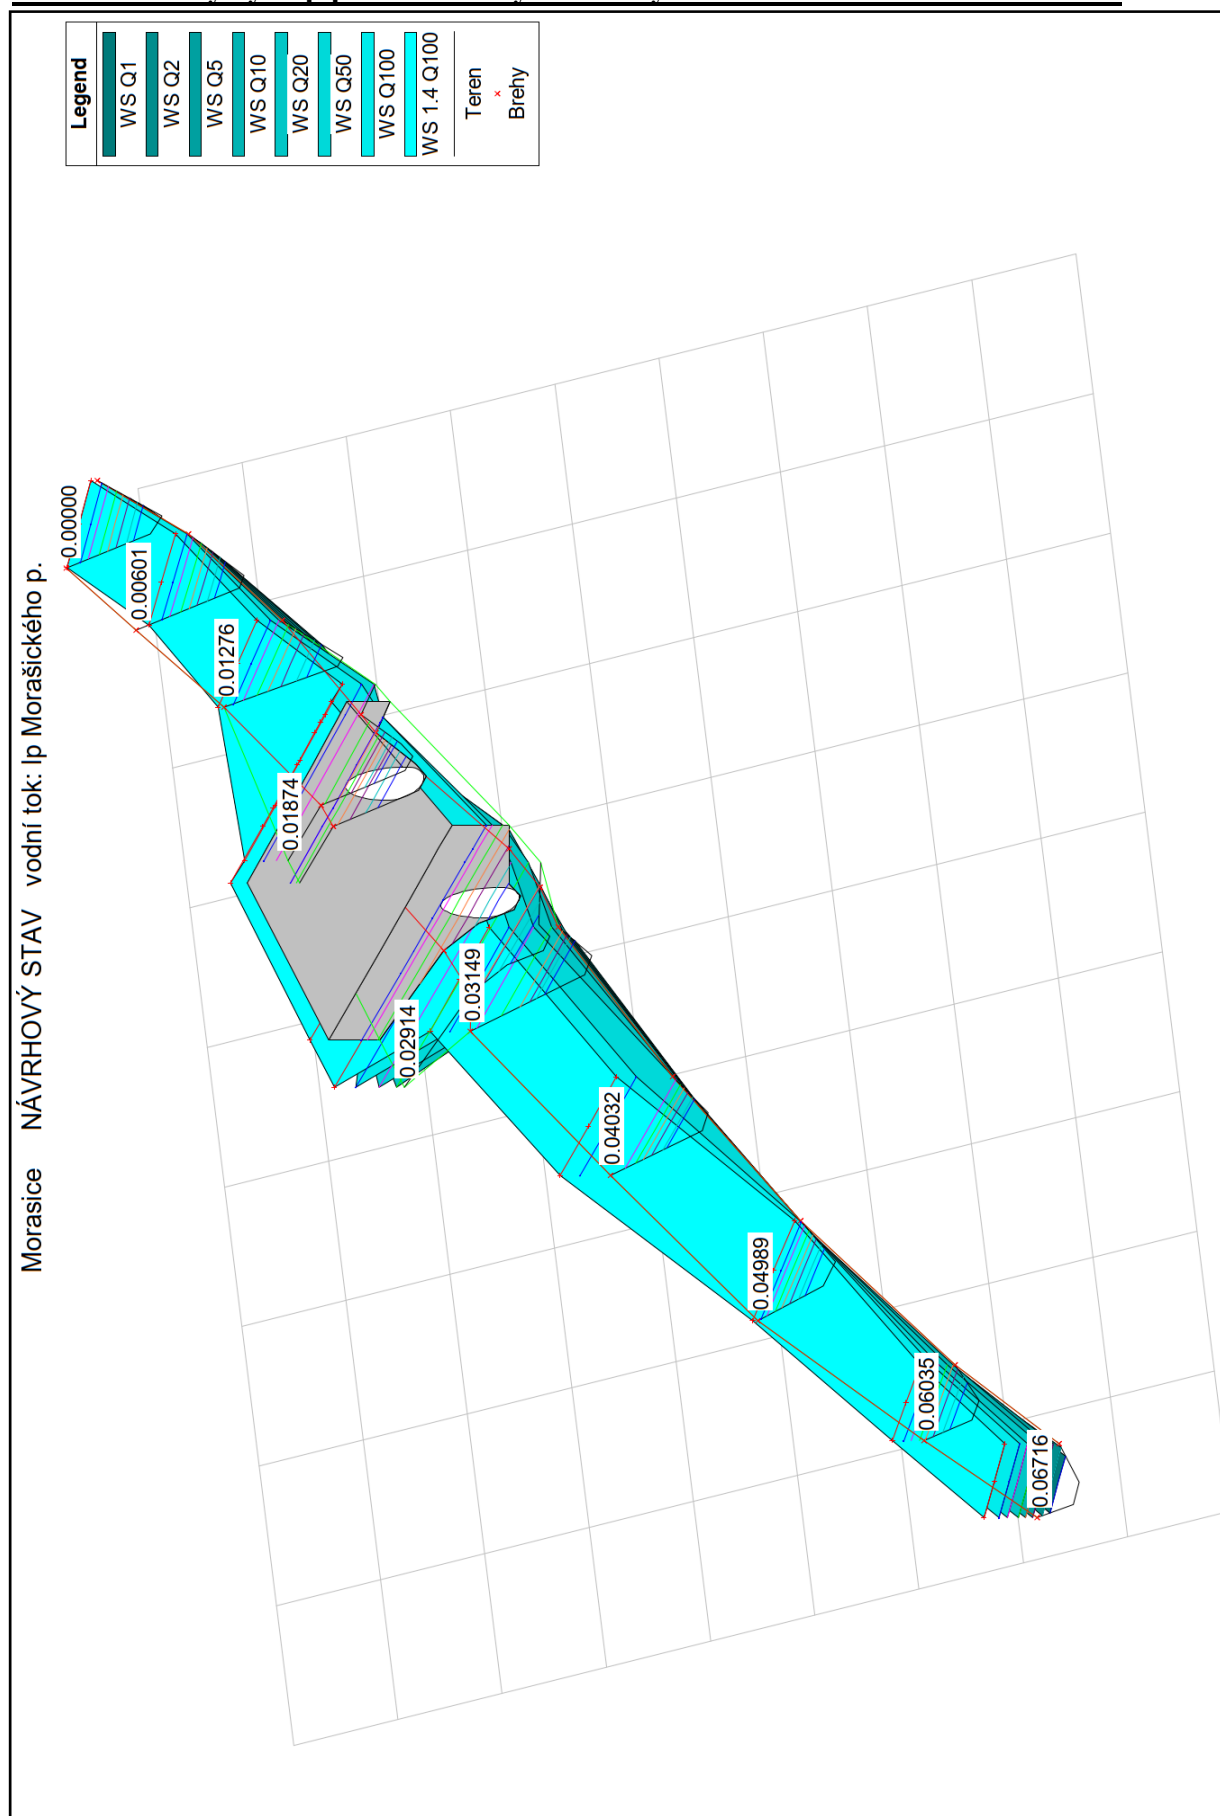 Morasice NÁVRHOVÝ STAV vodní tok: lp Morašického p.
Legend
WS Q1
WS Q2
WS Q5
WS Q10
WS Q20
WS Q50
WS Q100
WS 1.4 Q100
Teren
Brehy
0.00000
0.00601
0.01276
0.01874
0.02914
0.03149
0.04032
0.04989
0.06035
0.06716